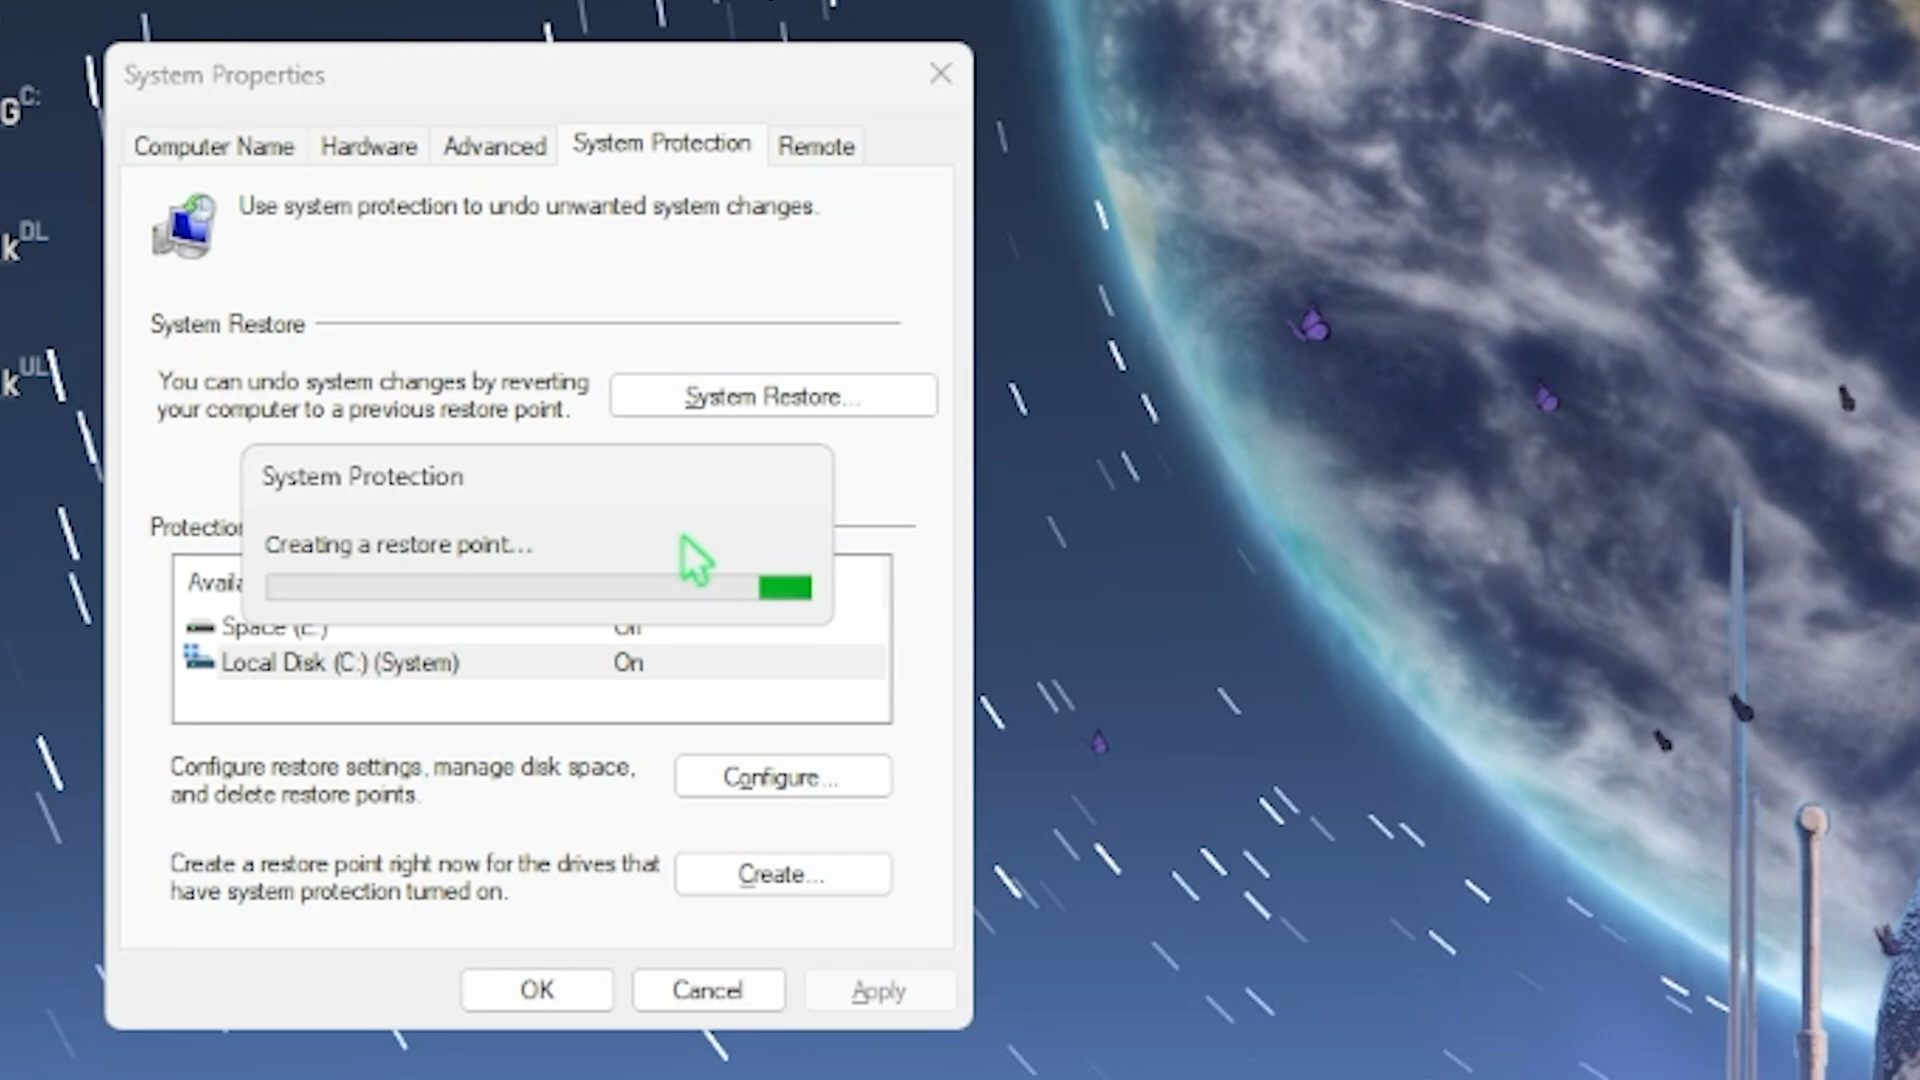 System Properties
G C:
Computer Name Hardware Advanced System Protection Remote
Use system protection to undo unwanted system changes.
k DL
System Restore
You can undo system changes by reverting
your computer to a previous restore point.
System Restore...
k UL
System Protection
Creating a restore point...
Space (E:)
Local Disk (C:) (System) On
Configure restore settings, manage disk space,
and delete restore points.
Configure...
Create a restore point right now for the drives that
have system protection turned on.
Create...
OK Cancel Apply